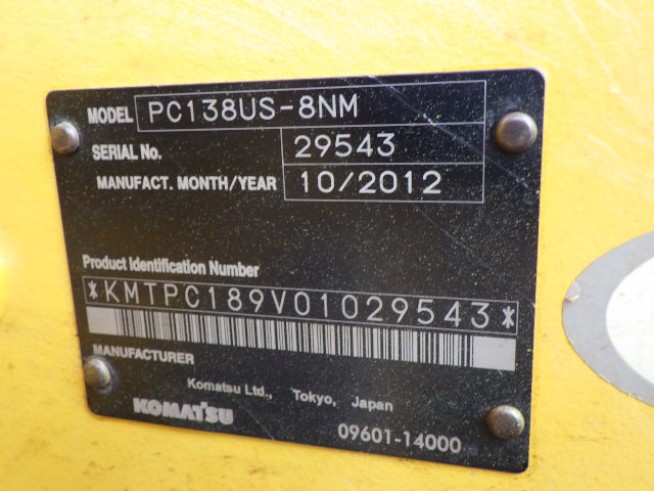 MODEL PC138US-8NM
SERIAL No. 29543
MANUFACT. MONTH/YEAR 10/2012
Product Identification Number
*KMTPC189V01029543*
MANUFACTURER
Komatsu Ltd., Tokyo, Japan
KOMATSU
09601-14000